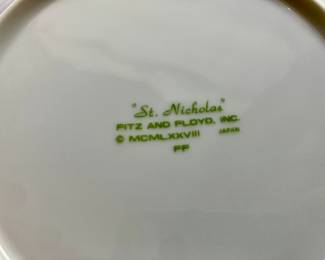 "St. Nicholas"
FITZ AND FLOYD, INC.
© MCMLXXVIII JAPAN
FF